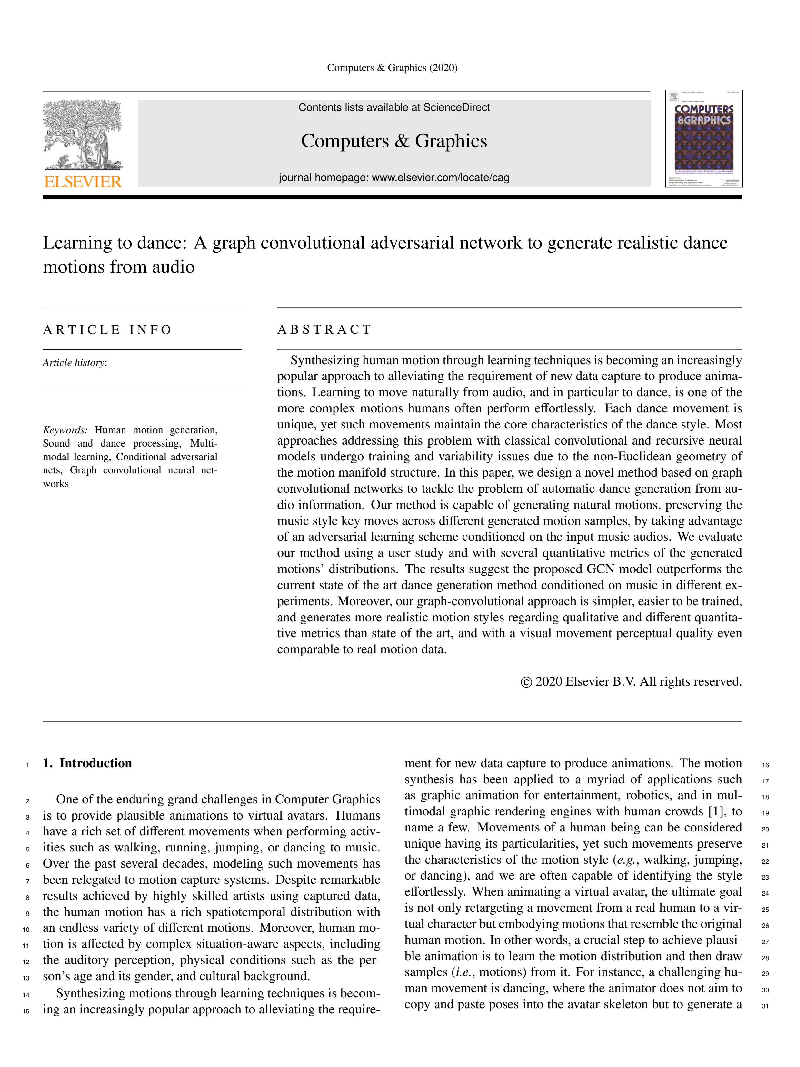 Computers & Graphics (2020)
Contents lists available at ScienceDirect
Computers & Graphics
journal homepage: www.elsevier.com/locate/cag
ELSEVIER
COMPUTERS
&GRAPHICS
Learning to dance: A graph convolutional adversarial network to generate realistic dance
motions from audio
ARTICLE INFO
Article history:
Keywords: Human motion generation,
Sound and dance processing, Multi-
modal learning, Conditional adversarial
nets, Graph convolutional neural net-
works
ABSTRACT
Synthesizing human motion through learning techniques is becoming an increasingly
popular approach to alleviating the requirement of new data capture to produce anima-
tions. Learning to move naturally from audio, and in particular to dance, is one of the
more complex motions humans often perform effortlessly. Each dance movement is
unique, yet such movements maintain the core characteristics of the dance style. Most
approaches addressing this problem with classical convolutional and recursive neural
models undergo training and variability issues due to the non-Euclidean geometry of
the motion manifold structure. In this paper, we design a novel method based on graph
convolutional networks to tackle the problem of automatic dance generation from au-
dio information. Our method is capable of generating natural motions, preserving the
music style key moves across different generated motion samples, by taking advantage
of an adversarial learning scheme conditioned on the input music audios. We evaluate
our method using a user study and with several quantitative metrics of the generated
motions' distributions. The results suggest the proposed GCN model outperforms the
current state of the art dance generation method conditioned on music in different ex-
periments. Moreover, our graph-convolutional approach is simpler, easier to be trained,
and generates more realistic motion styles regarding qualitative and different quantita-
tive metrics than state of the art, and with a visual movement perceptual quality even
comparable to real motion data.
© 2020 Elsevier B.V. All rights reserved.
1 1. Introduction
2 One of the enduring grand challenges in Computer Graphics
3 is to provide plausible animations to virtual avatars. Humans
4 have a rich set of different movements when performing activ-
5 ities such as walking, running, jumping, or dancing to music.
6 Over the past several decades, modeling such movements has
7 been relegated to motion capture systems. Despite remarkable
8 results achieved by highly skilled artists using captured data,
9 the human motion has a rich spatiotemporal distribution with
10 an endless variety of different motions. Moreover, human mo-
11 tion is affected by complex situation-aware aspects, including
12 the auditory perception, physical conditions such as the per-
13 son's age and its gender, and cultural background.
14 Synthesizing motions through learning techniques is becom-
15 ing an increasingly popular approach to alleviating the require-
ment for new data capture to produce animations. The motion 16
synthesis has been applied to a myriad of applications such 17
as graphic animation for entertainment, robotics, and in mul- 18
timodal graphic rendering engines with human crowds [1], to 19
name a few. Movements of a human being can be considered 20
unique having its particularities, yet such movements preserve 21
the characteristics of the motion style (e.g., walking, jumping, 22
or dancing), and we are often capable of identifying the style 23
effortlessly. When animating a virtual avatar, the ultimate goal 24
is not only retargeting a movement from a real human to a vir- 25
tual character but embodying motions that resemble the original 26
human motion. In other words, a crucial step to achieve plausi- 27
ble animation is to learn the motion distribution and then draw 28
samples (i.e., motions) from it. For instance, a challenging hu- 29
man movement is dancing, where the animator does not aim to 30
copy and paste poses into the avatar skeleton but to generate a 31